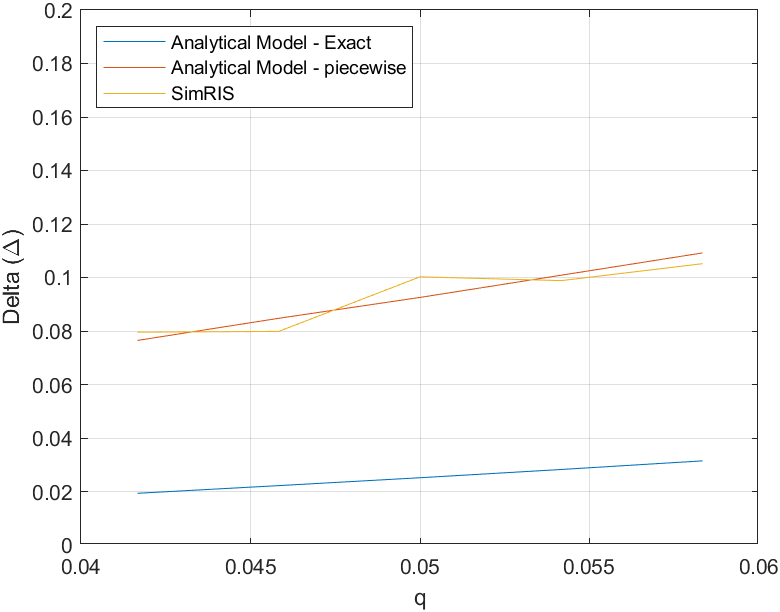 0.2
0.18
0.16
0.14
0.12
0.1
0.08
0.06
0.04
0.02
0
Delta (Δ)
Analytical Model - Exact
Analytical Model - piecewise
SimRIS
0.04 0.045 0.05 0.055 0.06
q